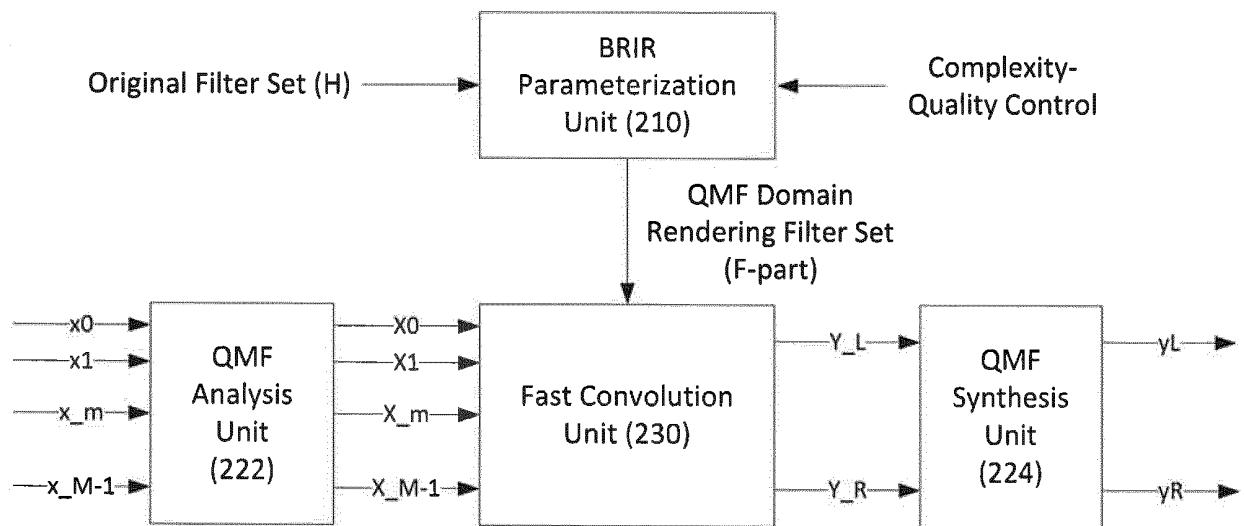 BRIR
Parameterization
Unit (210)
Original Filter Set (H)
Complexity-
Quality Control
QMF Domain
Rendering Filter Set
(F-part)
x0
x1
x_m
x_M-1
QMF
Analysis
Unit
(222)
X0
X1
X_m
X_M-1
Fast Convolution
Unit (230)
Y_L
Y_R
QMF
Synthesis
Unit
(224)
yL
yR